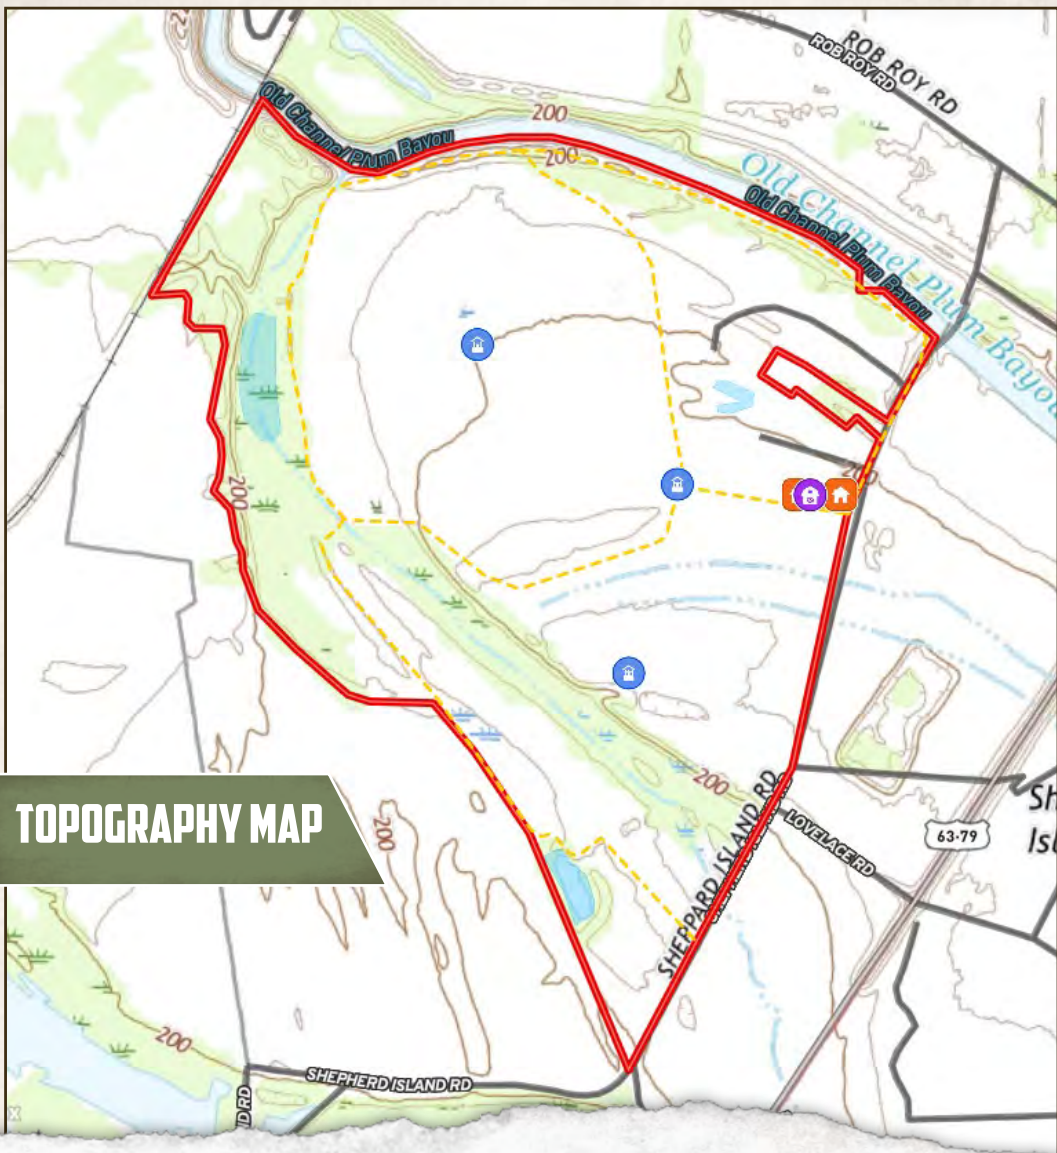 ROB ROY RD
ROB ROY RD
200
Old Channel Plum Bayou
200
Old Channel Plum Bayou
Old Channel Plum Bayou
200
200
200
TOPOGRAPHY MAP
200
SHEPPARD ISLAND RD
LOVELACE RD
63-79
200
SHEPHERD ISLAND RD
ND RD
X